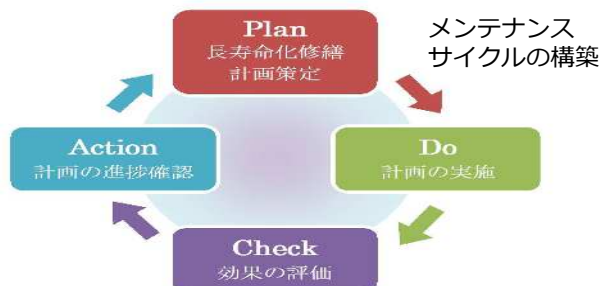 Plan
長寿命化修繕
計画策定
メンテナンス
サイクルの構築
Action
計画の進捗確認
Do
計画の実施
Check
効果の評価